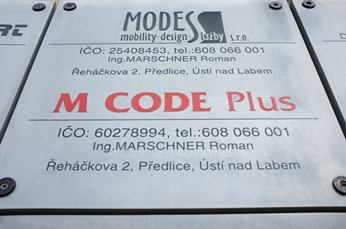 MODES
mobility·design služby s.r.o.
IČO: 25408453, tel.:608 066 001
Ing.MARSCHNER Roman
Řeháčkova 2, Předlice, Ústí nad Labem
M CODE Plus
IČO: 60278994, tel.:608 066 001
Ing.MARSCHNER Roman
Řeháčkova 2, Předlice, Ústí nad Labem